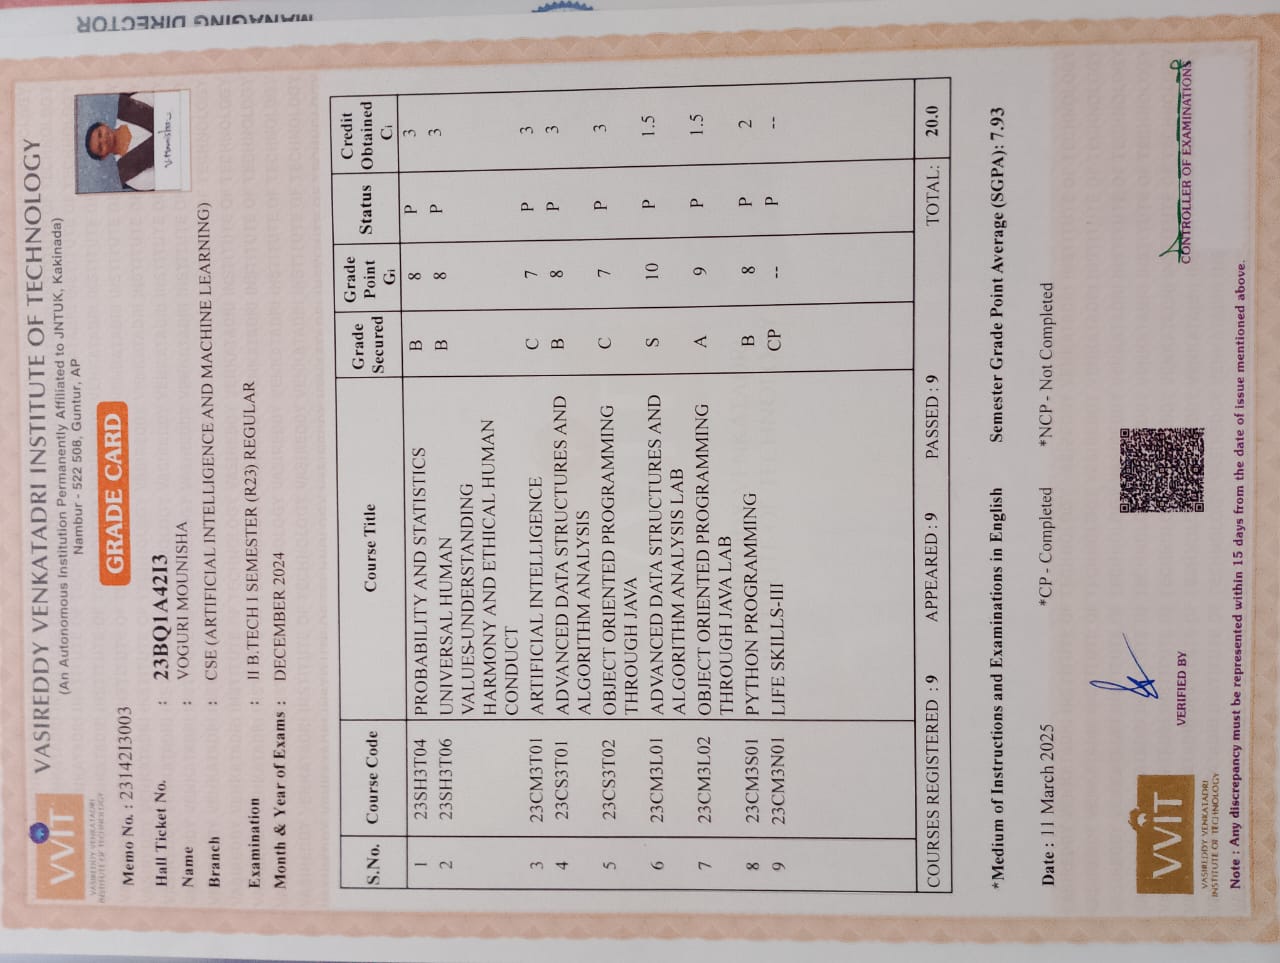 VVIT
VASIREDDY VENKATADRI
INSTITUTE OF TECHNOLOGY
VASIREDDY VENKATADRI INSTITUTE OF TECHNOLOGY
(An Autonomous Institution Permanently Affiliated to JNTUK, Kakinada)
Nambur - 522 508, Guntur, AP
GRADE CARD
Memo No. : 2314213003
Hall Ticket No. : 23BQ1A42I3
Name : VOGURI MOUNISHA
Branch : CSE (ARTIFICIAL INTELLIGENCE AND MACHINE LEARNING)
Examination : II B.TECH I SEMESTER (R23) REGULAR
Month & Year of Exams : DECEMBER 2024
V.Mounisha
MANAGING DIRECTOR
S.No. Course Code Course Title Grade Secured Grade Point Gi Status Credit Obtained Ci
1 23SH3T04 PROBABILITY AND STATISTICS B 8 P 3
2 23SH3T06 UNIVERSAL HUMAN B 8 P 3
VALUES-UNDERSTANDING
HARMONY AND ETHICAL HUMAN
CONDUCT
3 23CM3T01 ARTIFICIAL INTELLIGENCE C 7 P 3
4 23CS3T01 ADVANCED DATA STRUCTURES AND B 8 P 3
ALGORITHM ANALYSIS
5 23CS3T02 OBJECT ORIENTED PROGRAMMING C 7 P 3
THROUGH JAVA
6 23CM3L01 ADVANCED DATA STRUCTURES AND S 10 P 1.5
ALGORITHM ANALYSIS LAB
7 23CM3L02 OBJECT ORIENTED PROGRAMMING A 9 P 1.5
THROUGH JAVA LAB
8 23CM3S01 PYTHON PROGRAMMING B 8 P 2
9 23CM3N01 LIFE SKILLS-III CP -- P --
COURSES REGISTERED : 9 APPEARED : 9 PASSED : 9 TOTAL: 20.0
*Medium of Instructions and Examinations in English Semester Grade Point Average (SGPA): 7.93
Date : 11 March 2025 *CP - Completed *NCP - Not Completed
VVIT
VASIREDDY VENKATADRI
INSTITUTE OF TECHNOLOGY
VERIFIED BY
CONTROLLER OF EXAMINATIONS
Note : Any discrepancy must be represented within 15 days from the date of issue mentioned above.